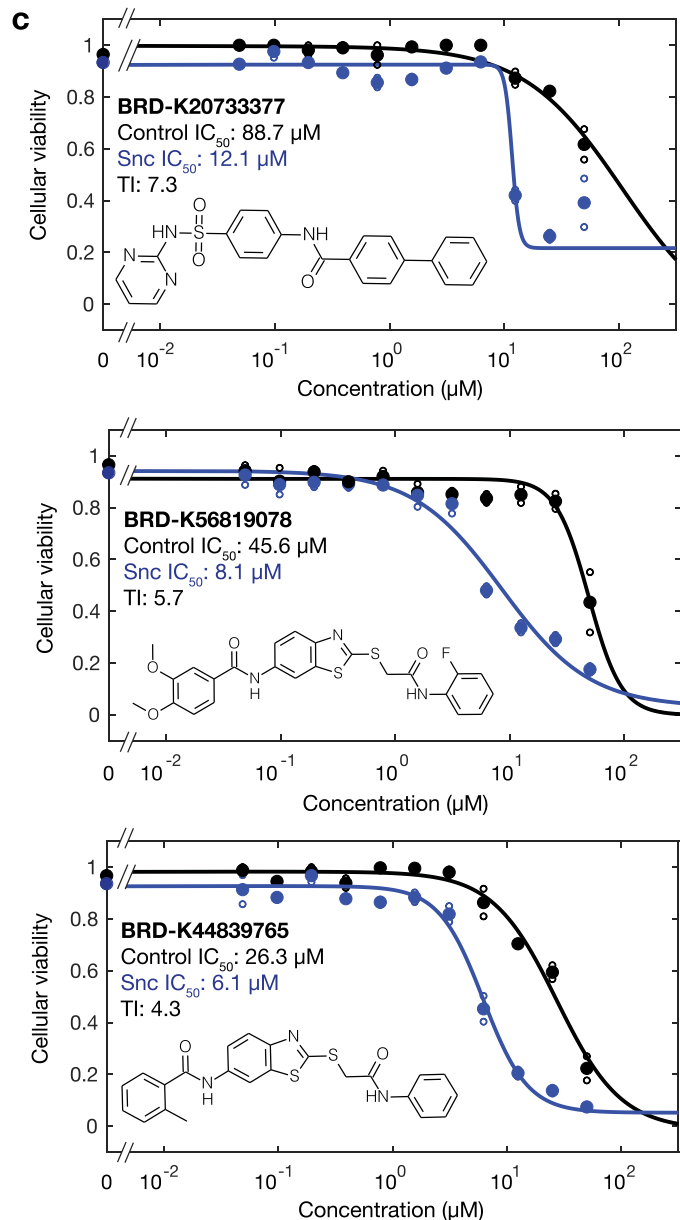 c
1
0.8
0.6
0.4
0.2
0
Cellular viability
BRD-K20733377
Control IC50: 88.7 μM
Snc IC50: 12.1 μM
TI: 7.3
HN S O O NH O N N
0 10-2 10-1 100 101 102
Concentration (μM)
1
0.8
0.6
0.4
0.2
0
Cellular viability
BRD-K56819078
Control IC50: 45.6 μM
Snc IC50: 8.1 μM
TI: 5.7
O O O N H N S S O HN F
0 10-2 10-1 100 101 102
Concentration (μM)
1
0.8
0.6
0.4
0.2
0
Cellular viability
BRD-K44839765
Control IC50: 26.3 μM
Snc IC50: 6.1 μM
TI: 4.3
O N H N S S O HN
0 10-2 10-1 100 101 102
Concentration (μM)